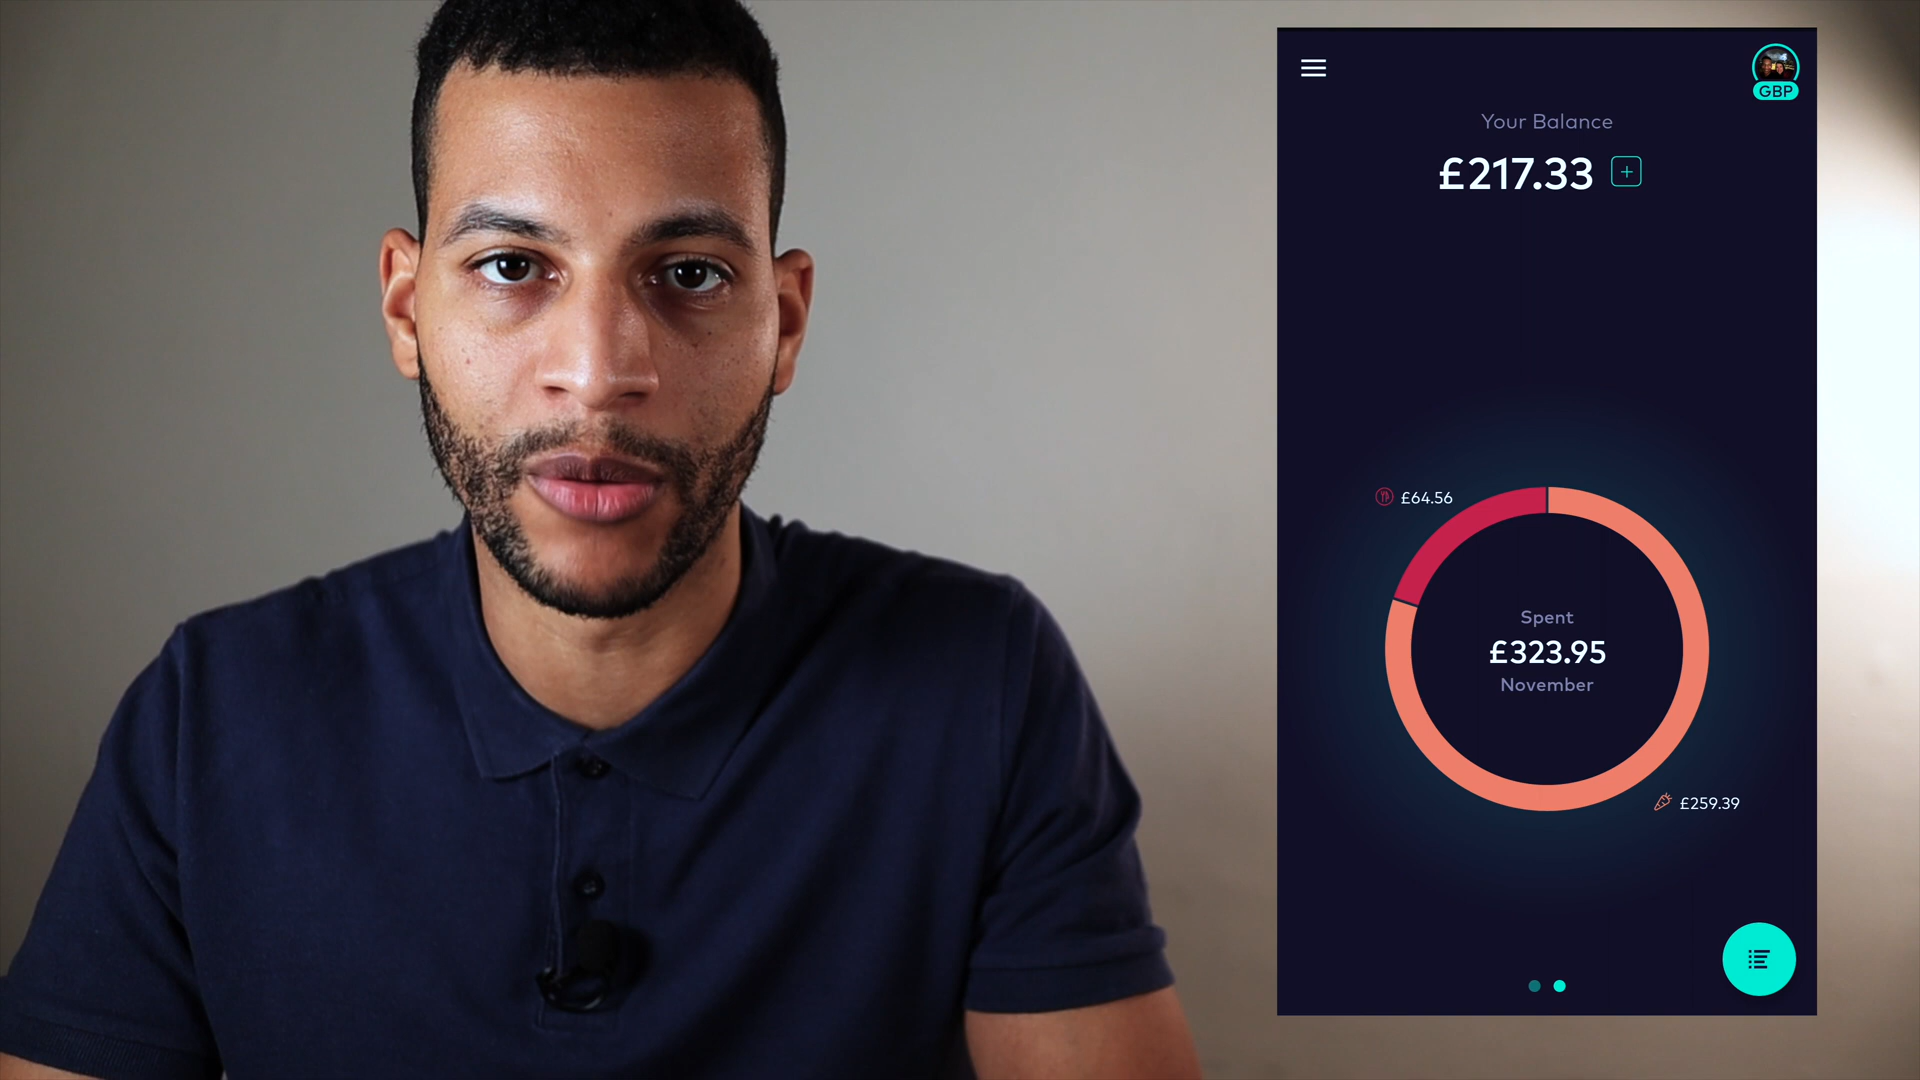 GBP
Your Balance
£217.33
£64.56
Spent
£323.95
November
£259.39